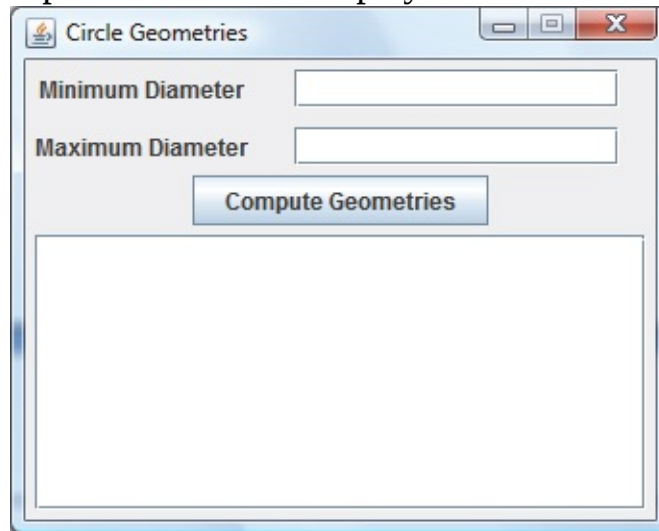 Circle Geometries
Minimum Diameter
Maximum Diameter
Compute Geometries